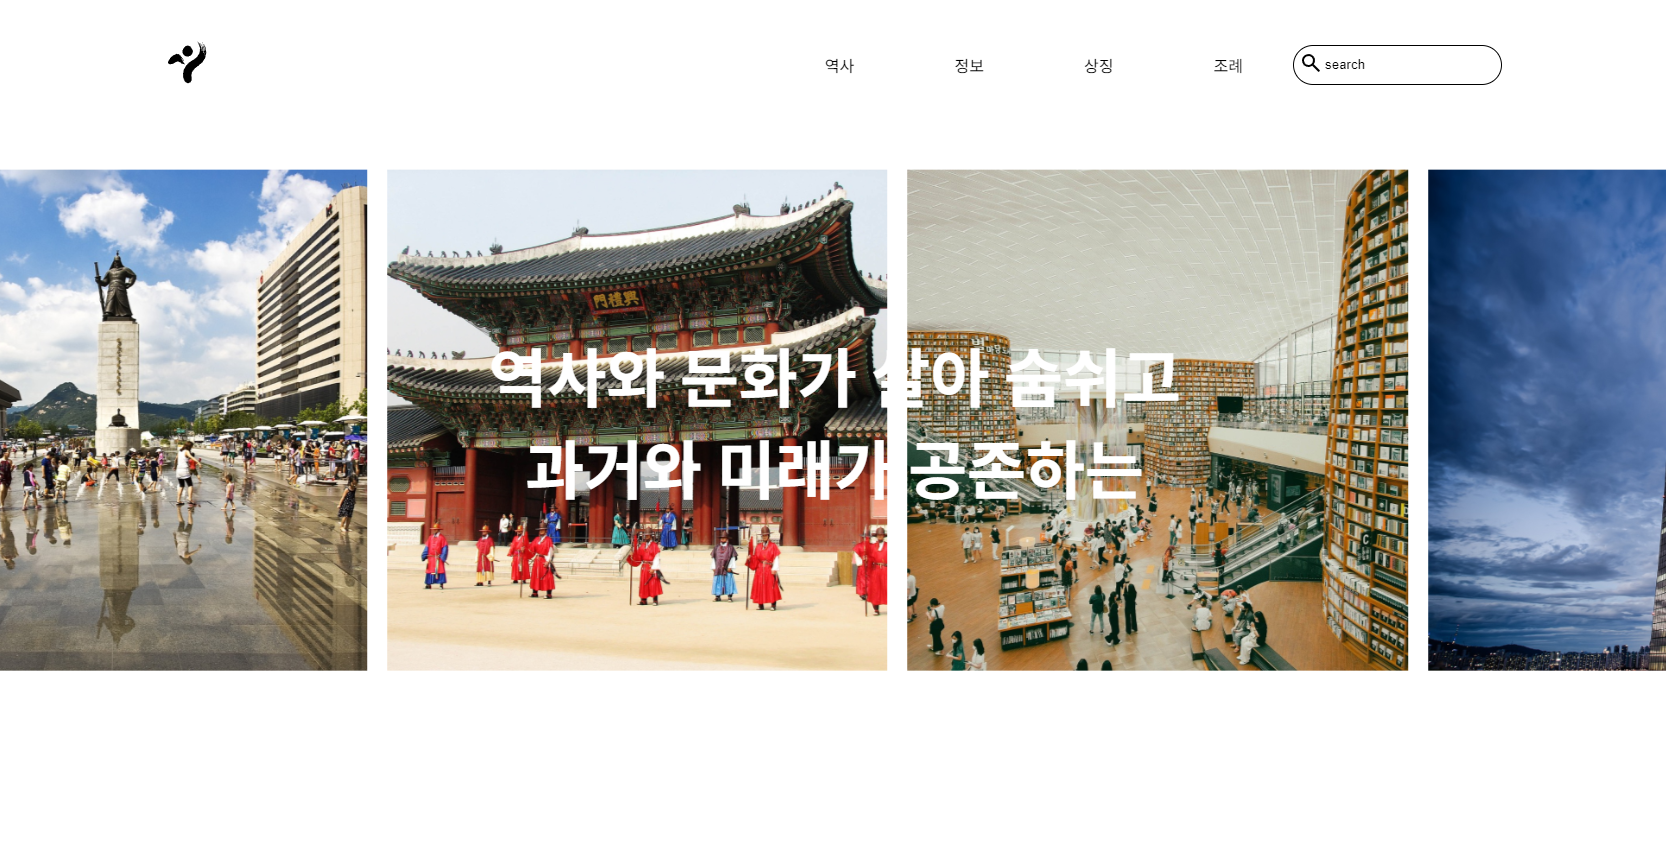 역사
정보
상징
조례
search
興禮門
역사와 문화가 살아 숨쉬고
과거와 미래가 공존하는